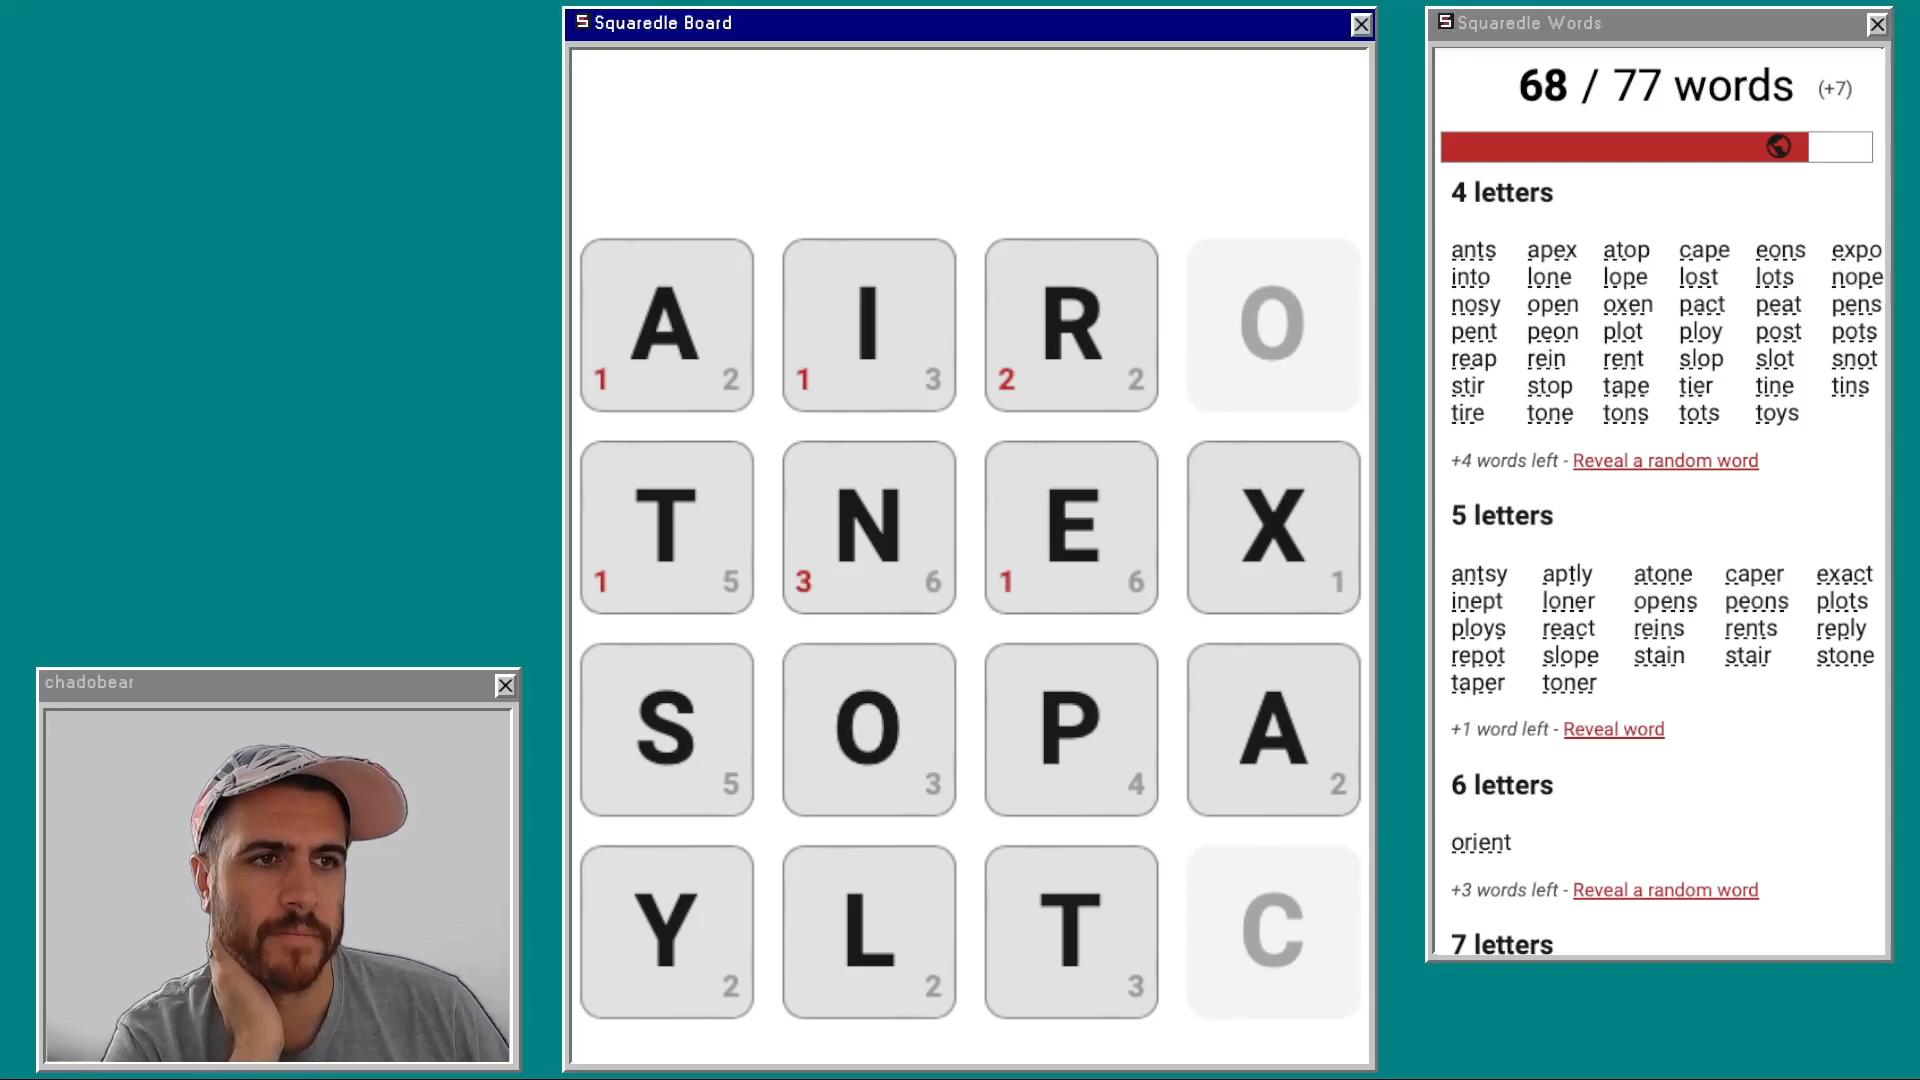 Squaredle Board
A 1 2
I 1 3
R 2 2
O
T 1 5
N 3 6
E 1 6
X 1
S 5
O 3
P 4
A 2
Y 2
L 2
T 3
C
Squaredle Words
68 / 77 words (+7)
4 letters
ants apex atop cape eons expo
into lone lope lost lots nope
nosy open oxen pact peat pens
pent peon plot ploy post pots
reap rein rent slop slot snot
stir stop tape tier tine tins
tire tone tons tots toys
+4 words left - Reveal a random word
5 letters
antsy aptly atone caper exact
inept loner opens peons plots
ploys react reins rents reply
repot slope stain stair stone
taper toner
+1 word left - Reveal word
6 letters
orient
+3 words left - Reveal a random word
7 letters
chadobear